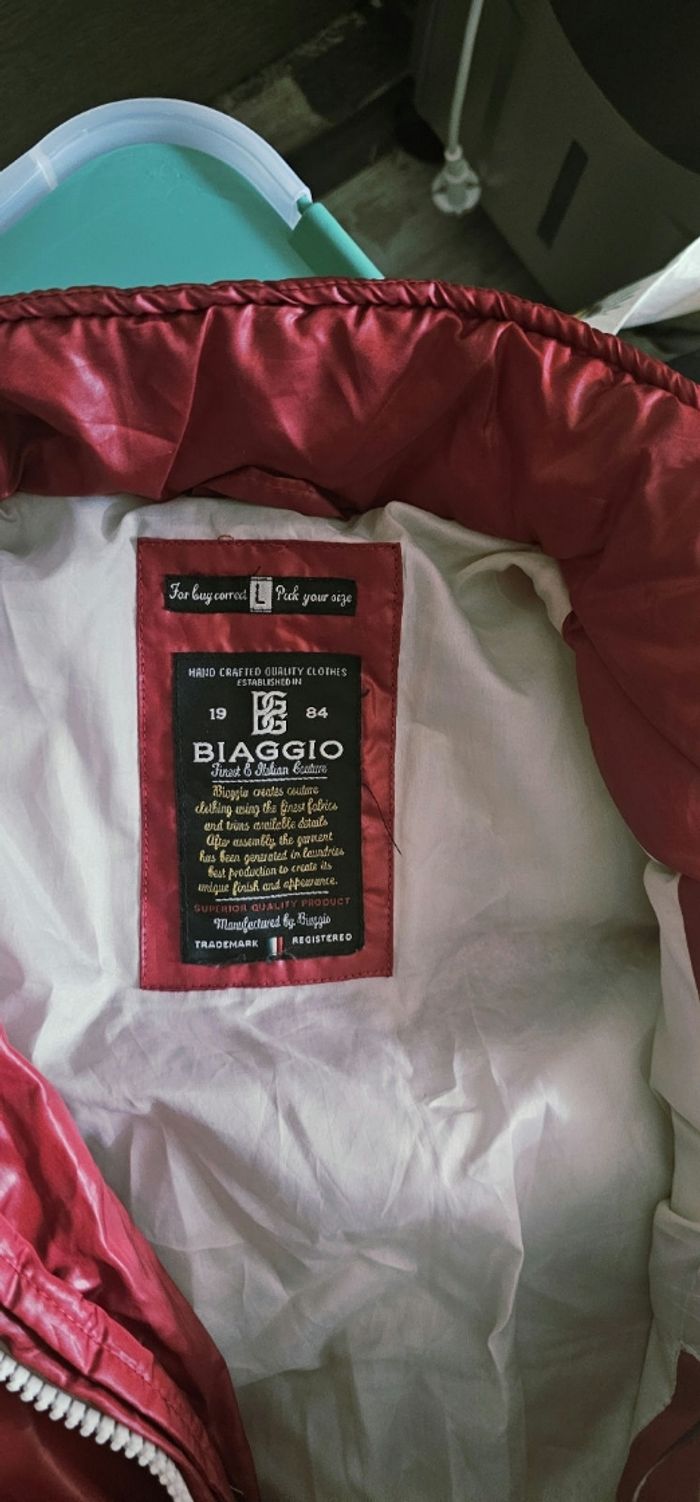 For buy correct L Pick your size
HAND CRAFTED QUALITY CLOTHES
ESTABLISHED IN
19 BG 84
BIAGGIO
Finest & Italian Couture
Biaggio creates couture
clothing using the finest fabrics
and trims available details
After assembly, the garment
has been generated in laundries
best production to create its
unique finish and appearance.
SUPERIOR QUALITY PRODUCT
Manufactured by Biaggio
TRADEMARK REGISTERED